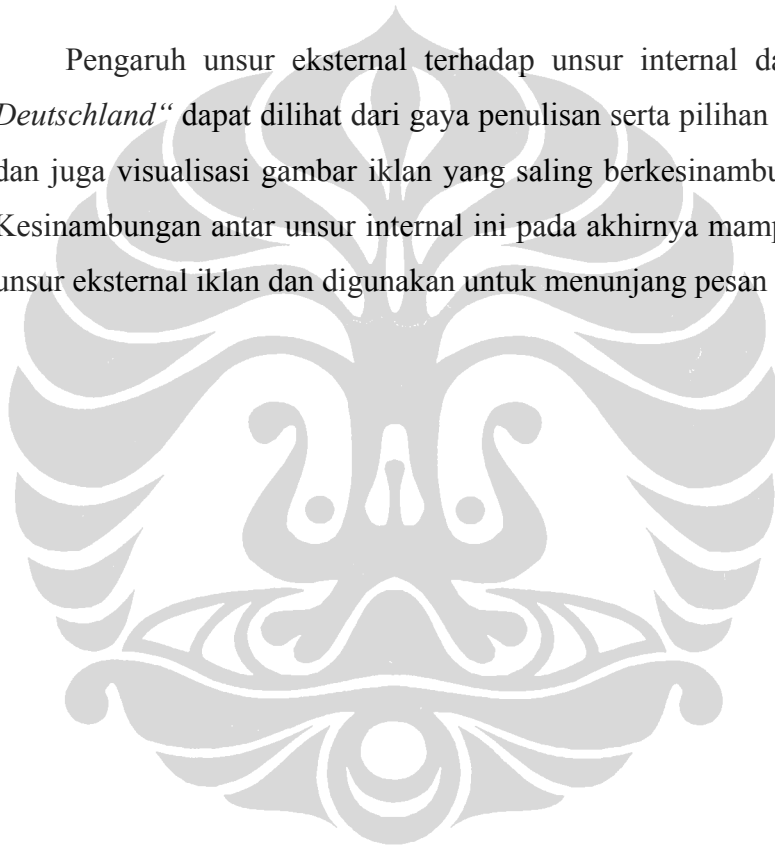 Pengaruh unsur eksternal terhadap unsur internal da
Deutschland“ dapat dilihat dari gaya penulisan serta pilihan
dan juga visualisasi gambar iklan yang saling berkesinambu
Kesinambungan antar unsur internal ini pada akhirnya mamp
unsur eksternal iklan dan digunakan untuk menunjang pesan